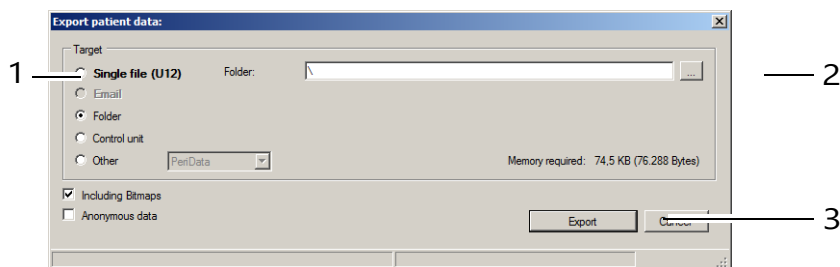 Export patient data:
Target
1
Single file (U12) Folder: \ ...
2
Email
Folder
Control unit
Other PeriData Memory required: 74,5 KB (76.288 Bytes)
Including Bitmaps
Anonymous data
Export Cancel
3